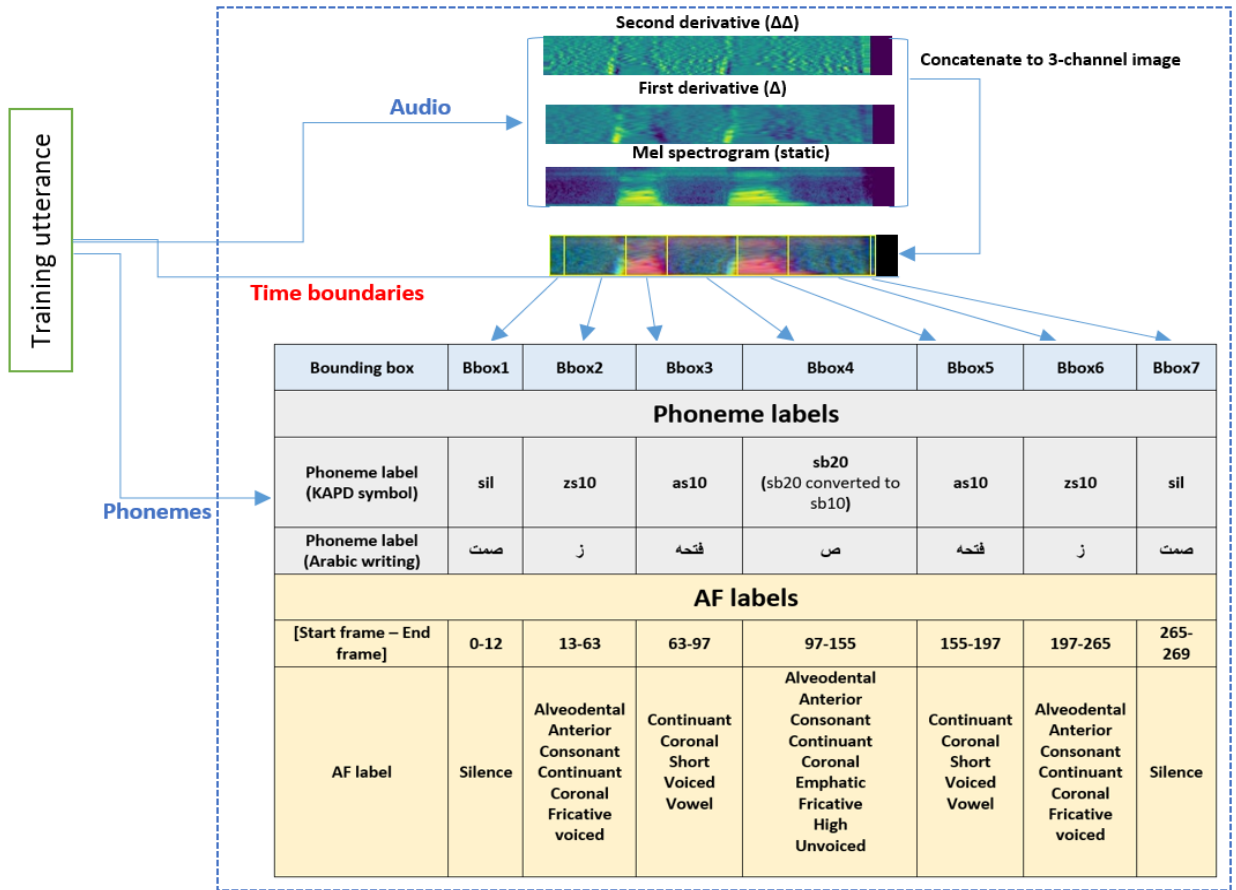 Second derivative (ΔΔ)
Concatenate to 3-channel image
First derivative (Δ)
Audio
Mel spectrogram (static)
Training utterance
Time boundaries
Phonemes
Bounding box Bbox1 Bbox2 Bbox3 Bbox4 Bbox5 Bbox6 Bbox7
Phoneme labels
Phoneme label
(KAPD symbol)
sil
zs10
as10
sb20
(sb20 converted to
sb10)
as10
zs10
sil
Phoneme label
(Arabic writing)
صمت
ز
فتحه
ص
فتحه
ز
صمت
AF labels
[Start frame – End
frame]
0-12
13-63
63-97
97-155
155-197
197-265
265-
269
AF label
Silence
Alveodental
Anterior
Consonant
Continuant
Coronal
Fricative
voiced
Continuant
Coronal
Short
Voiced
Vowel
Alveodental
Anterior
Consonant
Continuant
Coronal
Emphatic
Fricative
High
Unvoiced
Continuant
Coronal
Short
Voiced
Vowel
Alveodental
Anterior
Consonant
Continuant
Coronal
Fricative
voiced
Silence